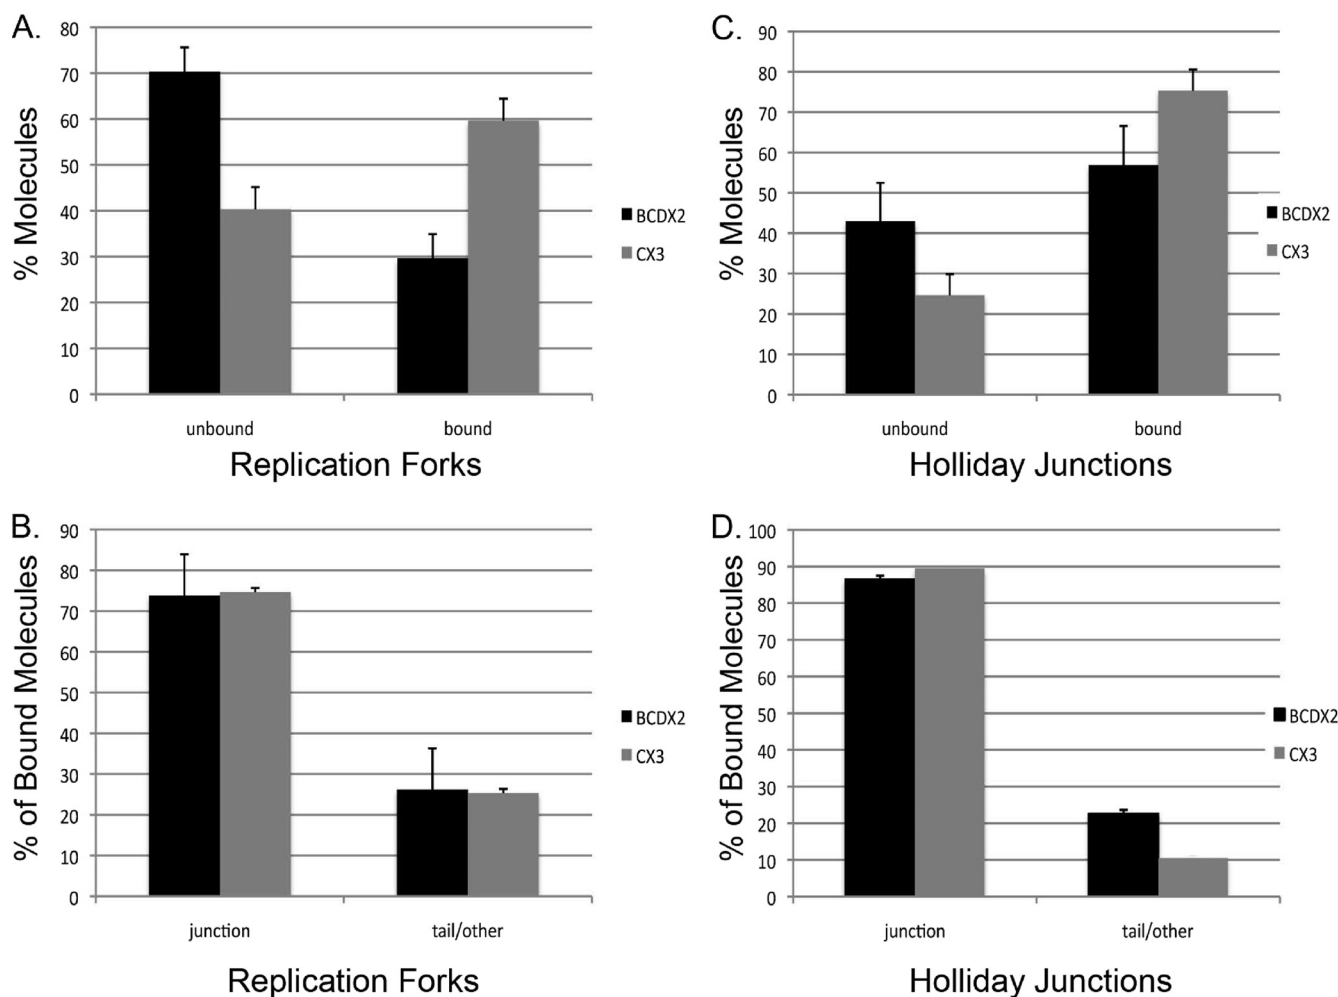 A.
% Molecules
80
70
60
50
40
30
20
10
0
unbound bound
Replication Forks
BCDX2
CX3
C.
% Molecules
90
80
70
60
50
40
30
20
10
0
unbound bound
Holliday Junctions
BCDX2
CX3
B.
% of Bound Molecules
90
80
70
60
50
40
30
20
10
0
junction tail/other
Replication Forks
BCDX2
CX3
D.
% of Bound Molecules
100
90
80
70
60
50
40
30
20
10
0
junction tail/other
Holliday Junctions
BCDX2
CX3